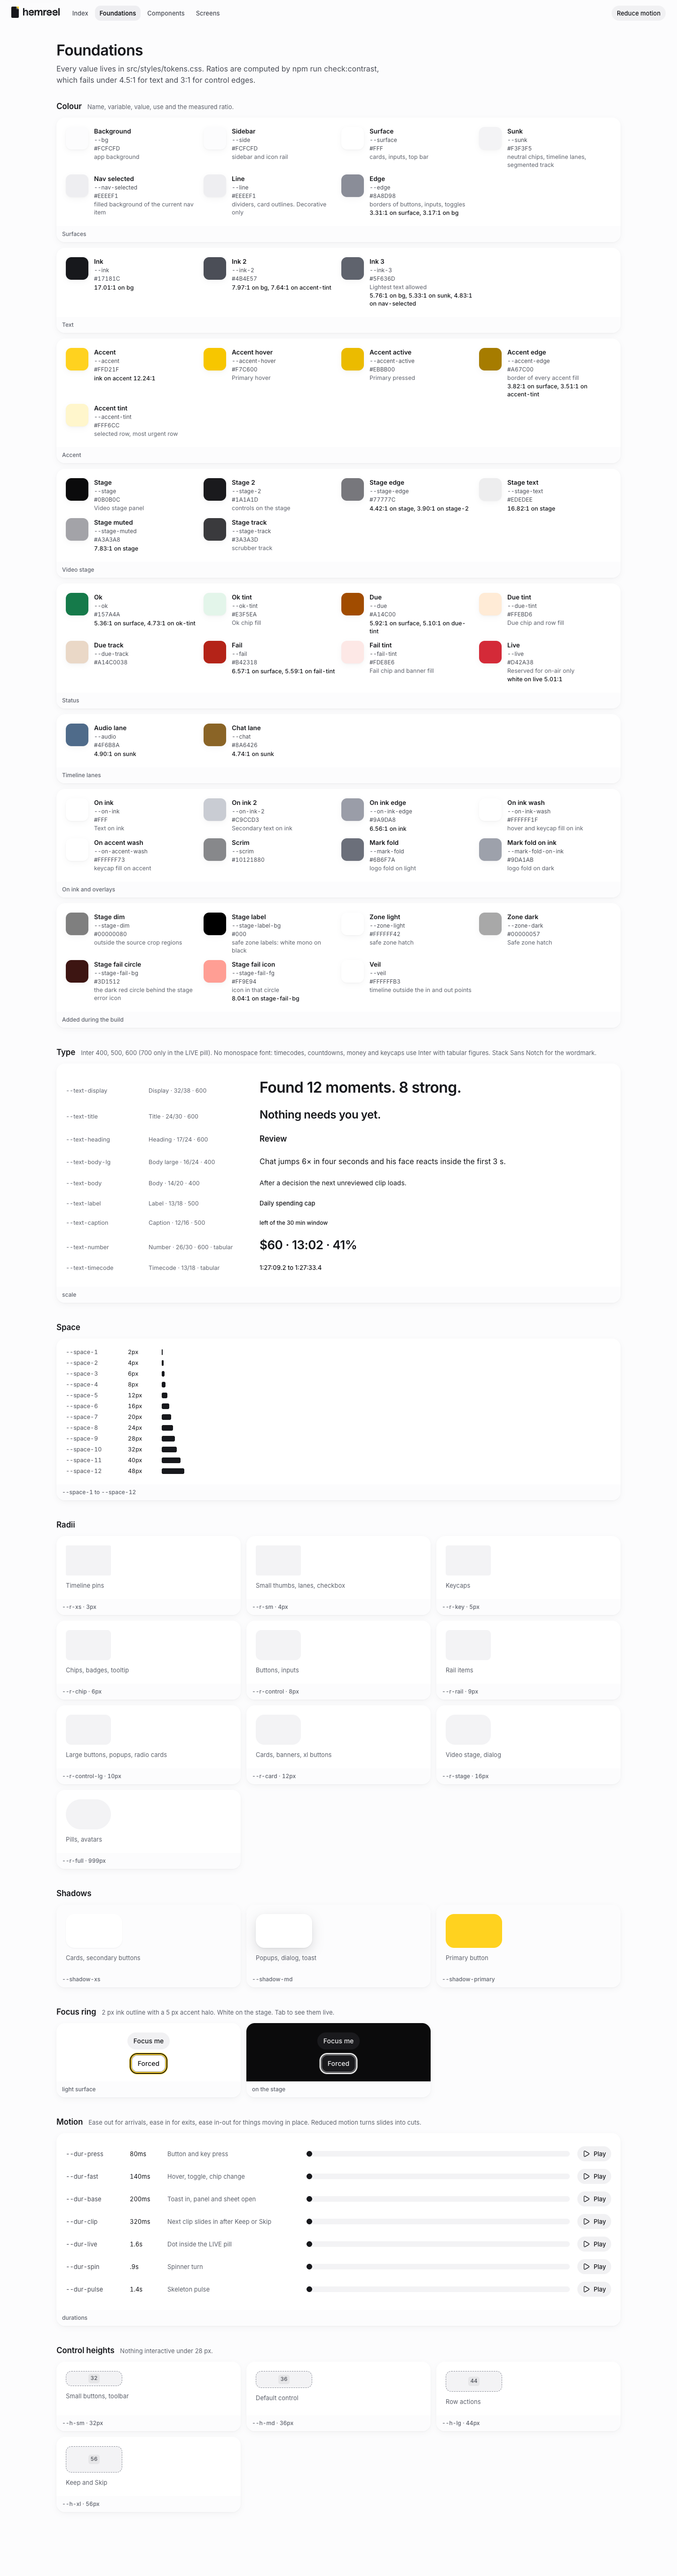 hemreel
Index
Foundations
Components
Screens
Reduce motion
Foundations
Every value lives in src/styles/tokens.css. Ratios are computed by npm run check:contrast,
which fails under 4.5:1 for text and 3:1 for control edges.
Colour Name, variable, value, use and the measured ratio.
Background
--bg
#FCFCFD
app background
Sidebar
--side
#FCFCFD
sidebar and icon rail
Surface
--surface
#FFF
cards, inputs, top bar
Sunk
--sunk
#F3F3F5
neutral chips, timeline lanes,
segmented track
Nav selected
--nav-selected
#EEEEF1
filled background of the current nav
item
Line
--line
#EEEEF1
dividers, card outlines. Decorative
only
Edge
--edge
#8A8D98
borders of buttons, inputs, toggles
3.31:1 on surface, 3.17:1 on bg
Surfaces
Ink
--ink
#17181C
17.01:1 on bg
Ink 2
--ink-2
#4B4E57
7.97:1 on bg, 7.64:1 on accent-tint
Ink 3
--ink-3
#5F636D
Lightest text allowed
5.76:1 on bg, 5.33:1 on sunk, 4.83:1
on nav-selected
Text
Accent
--accent
#FFD21F
ink on accent 12.24:1
Accent hover
--accent-hover
#F7C600
Primary hover
Accent active
--accent-active
#EBBB00
Primary pressed
Accent edge
--accent-edge
#A67C00
border of every accent fill
3.82:1 on surface, 3.51:1 on
accent-tint
Accent tint
--accent-tint
#FFF6CC
selected row, most urgent row
Accent
Stage
--stage
#0B0B0C
Video stage panel
Stage 2
--stage-2
#1A1A1D
controls on the stage
Stage edge
--stage-edge
#77777C
4.42:1 on stage, 3.90:1 on stage-2
Stage text
--stage-text
#EDEDEE
16.82:1 on stage
Stage muted
--stage-muted
#A3A3A8
7.83:1 on stage
Stage track
--stage-track
#3A3A3D
scrubber track
Video stage
Ok
--ok
#157A4A
5.36:1 on surface, 4.73:1 on ok-tint
Ok tint
--ok-tint
#E3F5EA
Ok chip fill
Due
--due
#A14C00
5.92:1 on surface, 5.10:1 on due-
tint
Due tint
--due-tint
#FFEBD6
Due chip and row fill
Due track
--due-track
#A14C0038
Fail
--fail
#B42318
6.57:1 on surface, 5.59:1 on fail-tint
Fail tint
--fail-tint
#FDE8E6
Fail chip and banner fill
Live
--live
#D42A38
Reserved for on-air only
white on live 5.01:1
Status
Audio lane
--audio
#4F6B8A
4.90:1 on sunk
Chat lane
--chat
#8A6426
4.74:1 on sunk
Timeline lanes
On ink
--on-ink
#FFF
Text on ink
On ink 2
--on-ink-2
#C9CCD3
Secondary text on ink
On ink edge
--on-ink-edge
#9A9DA8
6.56:1 on ink
On ink wash
--on-ink-wash
#FFFFFF1F
hover and keycap fill on ink
On accent wash
--on-accent-wash
#FFFFFF73
keycap fill on accent
Scrim
--scrim
#10121880
Mark fold
--mark-fold
#6B6F7A
logo fold on light
Mark fold on ink
--mark-fold-on-ink
#9DA1AB
logo fold on dark
On ink and overlays
Stage dim
--stage-dim
#00000080
outside the source crop regions
Stage label
--stage-label-bg
#000
safe zone labels: white mono on
black
Zone light
--zone-light
#FFFFFF42
safe zone hatch
Zone dark
--zone-dark
#00000057
Safe zone hatch
Stage fail circle
--stage-fail-bg
#3D1512
the dark red circle behind the stage
error icon
Stage fail icon
--stage-fail-fg
#FF9E94
icon in that circle
8.04:1 on stage-fail-bg
Veil
--veil
#FFFFFFB3
timeline outside the in and out points
Added during the build
Type Inter 400, 500, 600 (700 only in the LIVE pill). No monospace font: timecodes, countdowns, money and keycaps use Inter with tabular figures. Stack Sans Notch for the wordmark.
--text-display Display · 32/38 · 600 Found 12 moments. 8 strong.
--text-title Title · 24/30 · 600 Nothing needs you yet.
--text-heading Heading · 17/24 · 600 Review
--text-body-lg Body large · 16/24 · 400 Chat jumps 6× in four seconds and his face reacts inside the first 3 s.
--text-body Body · 14/20 · 400 After a decision the next unreviewed clip loads.
--text-label Label · 13/18 · 500 Daily spending cap
--text-caption Caption · 12/16 · 500 left of the 30 min window
--text-number Number · 26/30 · 600 · tabular $60 · 13:02 · 41%
--text-timecode Timecode · 13/18 · tabular 1:27:09.2 to 1:27:33.4
scale
Space
--space-1 2px
--space-2 4px
--space-3 6px
--space-4 8px
--space-5 12px
--space-6 16px
--space-7 20px
--space-8 24px
--space-9 28px
--space-10 32px
--space-11 40px
--space-12 48px
--space-1 to --space-12
Radii
Timeline pins
--r-xs · 3px
Small thumbs, lanes, checkbox
--r-sm · 4px
Keycaps
--r-key · 5px
Chips, badges, tooltip
--r-chip · 6px
Buttons, inputs
--r-control · 8px
Rail items
--r-rail · 9px
Large buttons, popups, radio cards
--r-control-lg · 10px
Cards, banners, xl buttons
--r-card · 12px
Video stage, dialog
--r-stage · 16px
Pills, avatars
--r-full · 999px
Shadows
Cards, secondary buttons
--shadow-xs
Popups, dialog, toast
--shadow-md
Primary button
--shadow-primary
Focus ring 2 px ink outline with a 5 px accent halo. White on the stage. Tab to see them live.
Focus me
Forced
light surface
Focus me
Forced
on the stage
Motion Ease out for arrivals, ease in for exits, ease in-out for things moving in place. Reduced motion turns slides into cuts.
--dur-press 80ms Button and key press Play
--dur-fast 140ms Hover, toggle, chip change Play
--dur-base 200ms Toast in, panel and sheet open Play
--dur-clip 320ms Next clip slides in after Keep or Skip Play
--dur-live 1.6s Dot inside the LIVE pill Play
--dur-spin .9s Spinner turn Play
--dur-pulse 1.4s Skeleton pulse Play
durations
Control heights Nothing interactive under 28 px.
32
Small buttons, toolbar
--h-sm · 32px
36
Default control
--h-md · 36px
44
Row actions
--h-lg · 44px
56
Keep and Skip
--h-xl · 56px